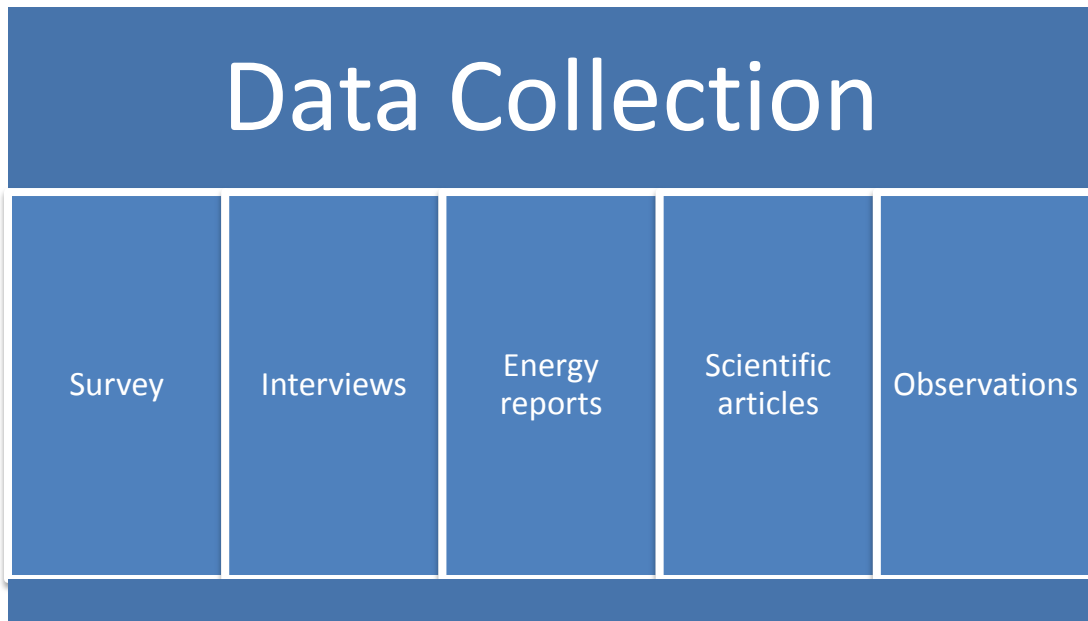 Data Collection
Survey
Interviews
Energy
reports
Scientific
articles
Observations